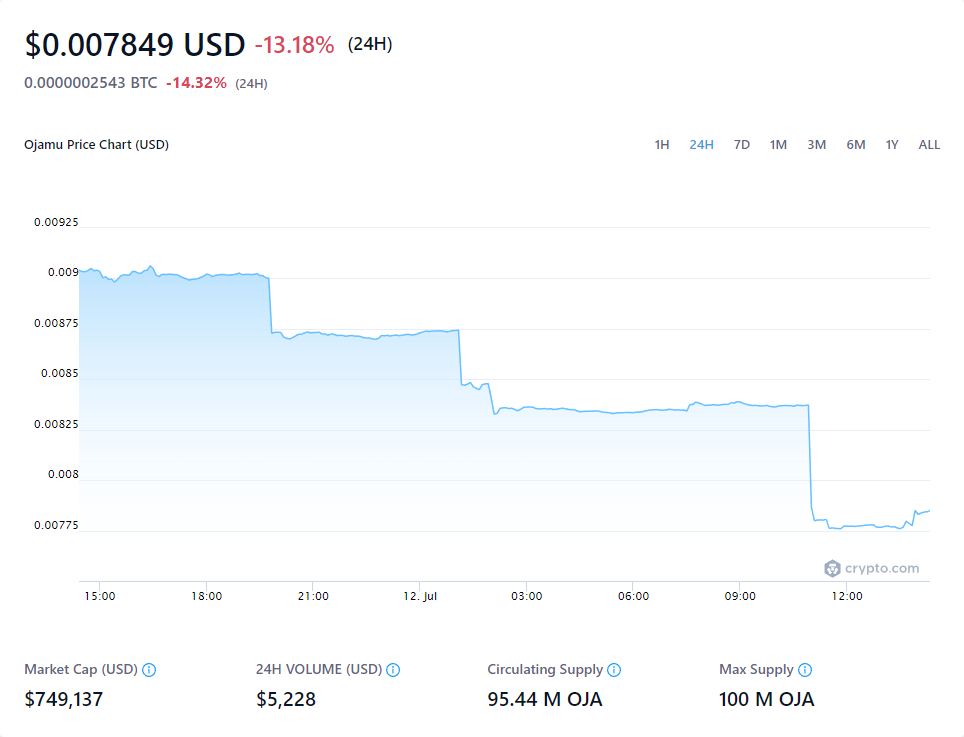 $0.007849 USD -13.18% (24H)
0.0000002543 BTC -14.32% (24H)
Ojamu Price Chart (USD) 1H 24H 7D 1M 3M 6M 1Y ALL
0.00925
0.009
0.00875
0.0085
0.00825
0.008
0.00775
crypto.com
15:00 18:00 21:00 12. Jul 03:00 06:00 09:00 12:00
Market Cap (USD) 24H VOLUME (USD) Circulating Supply Max Supply
$749,137 $5,228 95.44 M OJA 100 M OJA